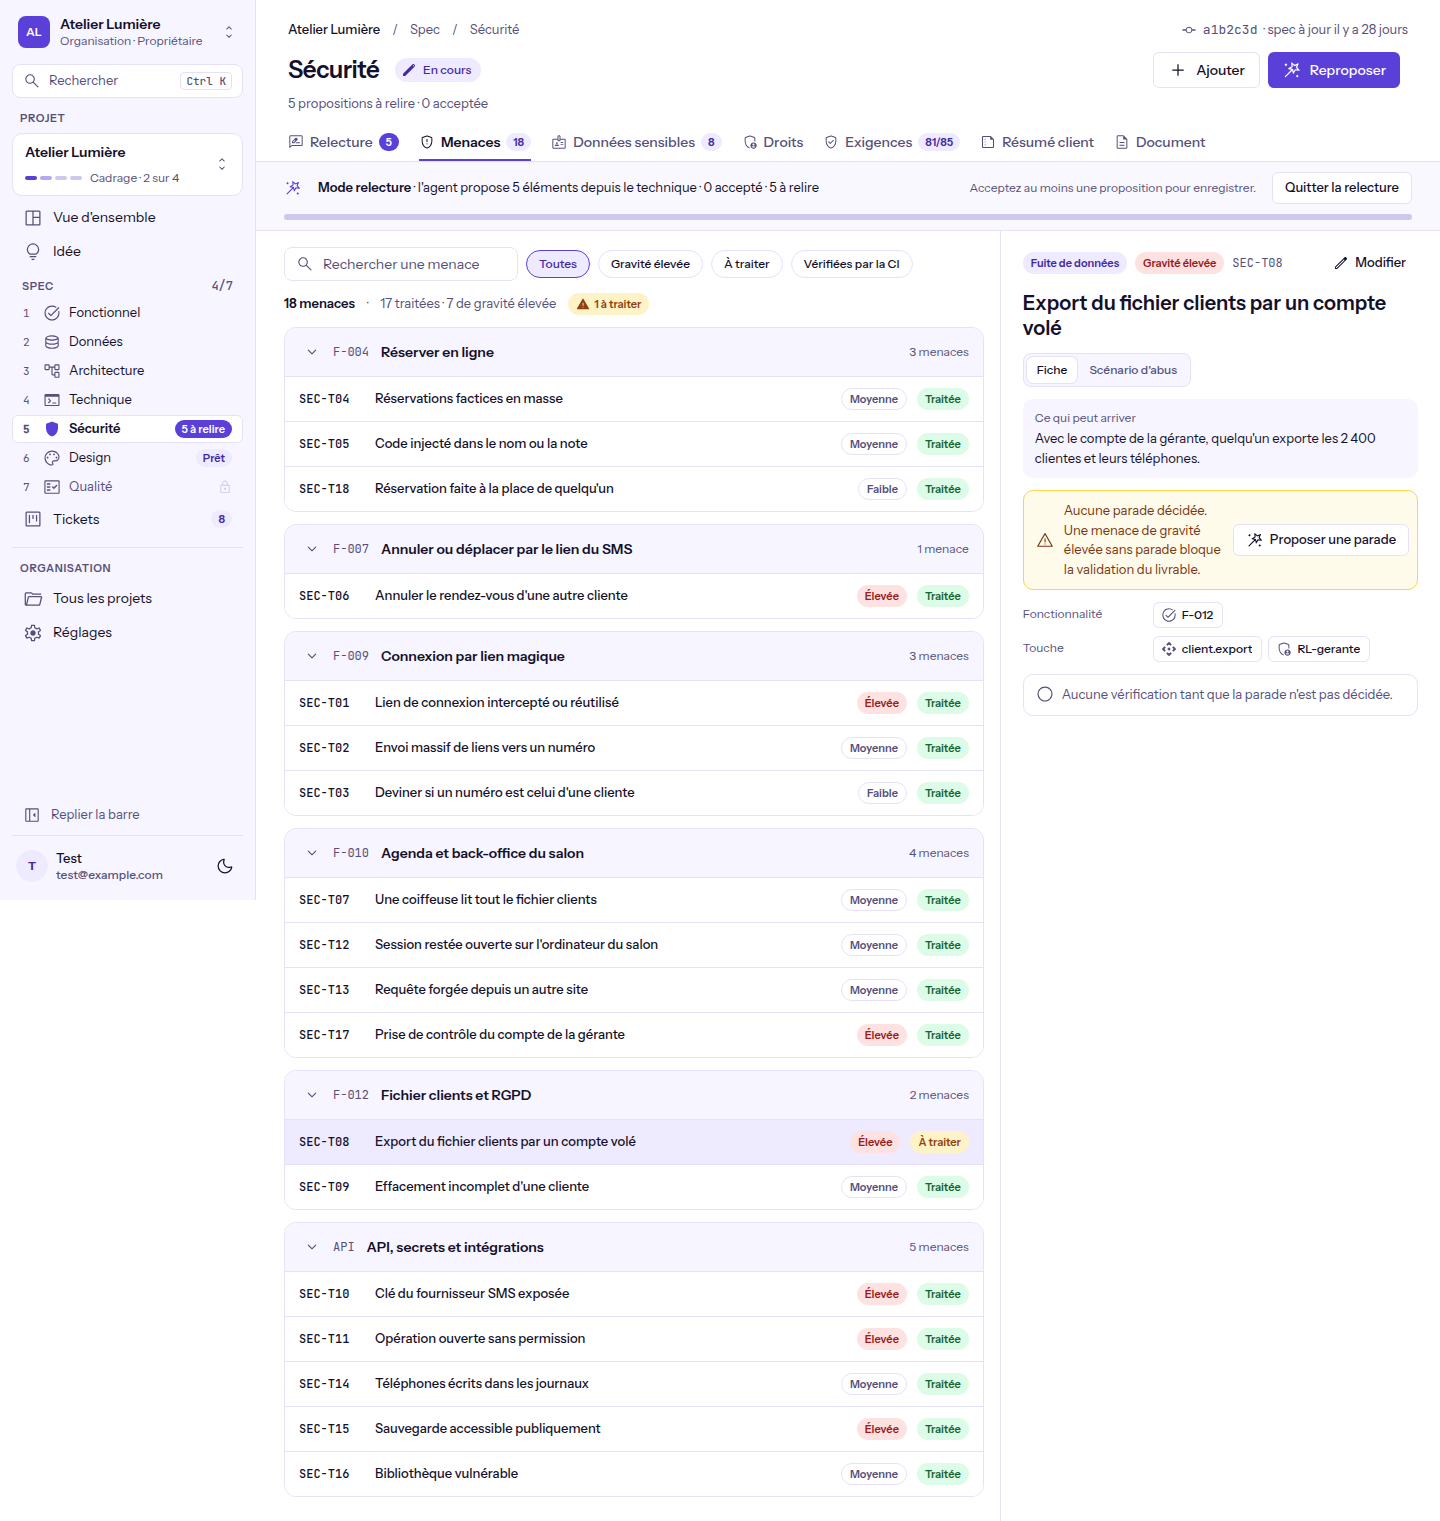 AL
Atelier Lumière
Organisation · Propriétaire
Rechercher
Ctrl K
PROJET
Atelier Lumière
Cadrage · 2 sur 4
Vue d'ensemble
Idée
SPEC 4/7
1 Fonctionnel
2 Données
3 Architecture
4 Technique
5 Sécurité 5 à relire
6 Design Prêt
7 Qualité
Tickets 8
ORGANISATION
Tous les projets
Réglages
Replier la barre
T
Test
test@example.com
Atelier Lumière / Spec / Sécurité
a1b2c3d · spec à jour il y a 28 jours
Sécurité En cours
Ajouter
Reproposer
5 propositions à relire · 0 acceptée
Relecture 5
Menaces 18
Données sensibles 8
Droits
Exigences 81/85
Résumé client
Document
Mode relecture · l'agent propose 5 éléments depuis le technique · 0 accepté · 5 à relire
Acceptez au moins une proposition pour enregistrer.
Quitter la relecture
Rechercher une menace
Toutes
Gravité élevée
À traiter
Vérifiées par la CI
18 menaces · 17 traitées · 7 de gravité élevée 1 à traiter
F-004 Réserver en ligne 3 menaces
SEC-T04 Réservations factices en masse Moyenne Traitée
SEC-T05 Code injecté dans le nom ou la note Moyenne Traitée
SEC-T18 Réservation faite à la place de quelqu'un Faible Traitée
F-007 Annuler ou déplacer par le lien du SMS 1 menace
SEC-T06 Annuler le rendez-vous d'une autre cliente Élevée Traitée
F-009 Connexion par lien magique 3 menaces
SEC-T01 Lien de connexion intercepté ou réutilisé Élevée Traitée
SEC-T02 Envoi massif de liens vers un numéro Moyenne Traitée
SEC-T03 Deviner si un numéro est celui d'une cliente Faible Traitée
F-010 Agenda et back-office du salon 4 menaces
SEC-T07 Une coiffeuse lit tout le fichier clients Moyenne Traitée
SEC-T12 Session restée ouverte sur l'ordinateur du salon Moyenne Traitée
SEC-T13 Requête forgée depuis un autre site Moyenne Traitée
SEC-T17 Prise de contrôle du compte de la gérante Élevée Traitée
F-012 Fichier clients et RGPD 2 menaces
SEC-T08 Export du fichier clients par un compte volé Élevée À traiter
SEC-T09 Effacement incomplet d'une cliente Moyenne Traitée
API API, secrets et intégrations 5 menaces
SEC-T10 Clé du fournisseur SMS exposée Élevée Traitée
SEC-T11 Opération ouverte sans permission Élevée Traitée
SEC-T14 Téléphones écrits dans les journaux Moyenne Traitée
SEC-T15 Sauvegarde accessible publiquement Élevée Traitée
SEC-T16 Bibliothèque vulnérable Moyenne Traitée
Fuite de données Gravité élevée SEC-T08 Modifier
Export du fichier clients par un compte
volé
Fiche Scénario d'abus
Ce qui peut arriver
Avec le compte de la gérante, quelqu'un exporte les 2 400
clientes et leurs téléphones.
Aucune parade décidée.
Une menace de gravité
élevée sans parade bloque
la validation du livrable.
Proposer une parade
Fonctionnalité F-012
Touche client.export RL-gerante
Aucune vérification tant que la parade n'est pas décidée.